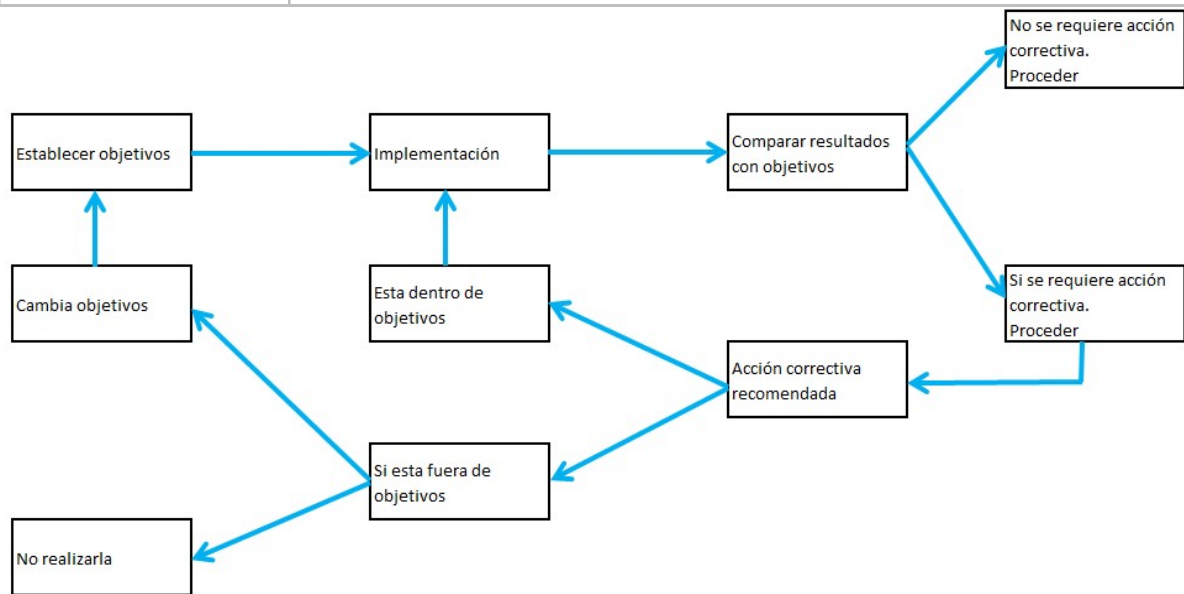 No se requiere acción
correctiva.
Proceder
Establecer objetivos
Implementación
Comparar resultados
con objetivos
Cambia objetivos
Esta dentro de
objetivos
Si se requiere acción
correctiva.
Proceder
Acción correctiva
recomendada
Si esta fuera de
objetivos
No realizarla